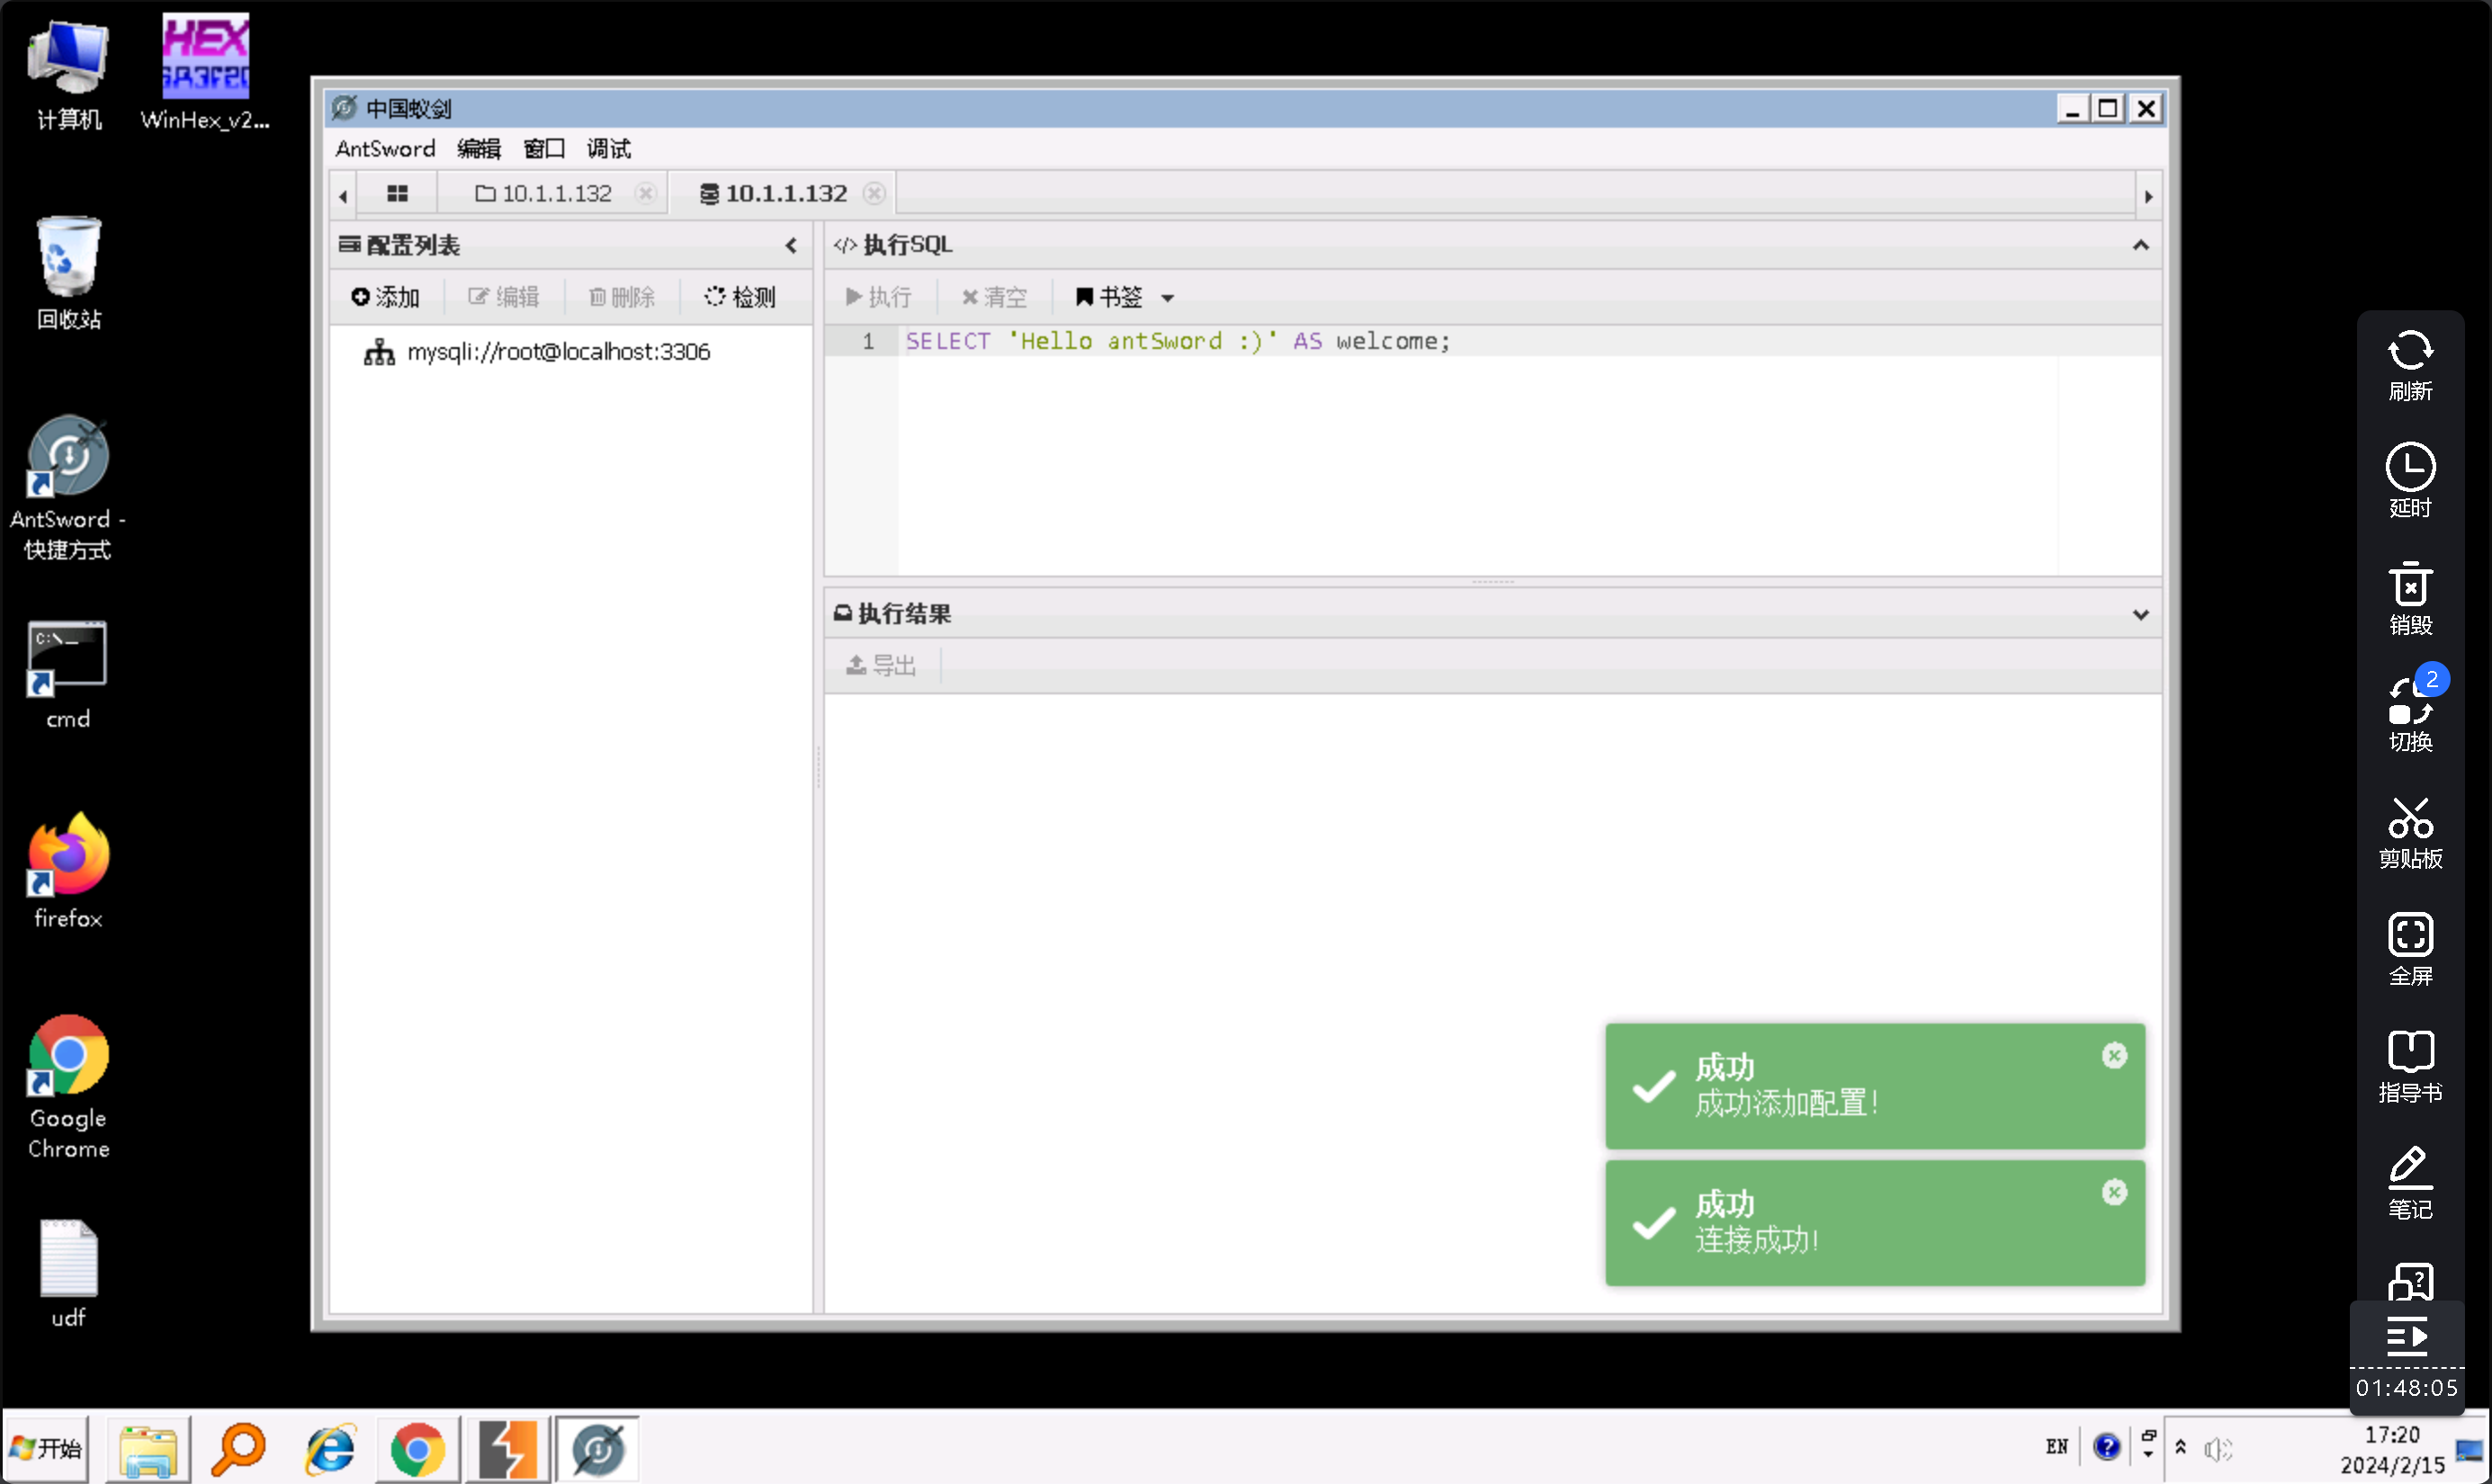 计算机
WinHex_v2...
回收站
AntSword -
快捷方式
cmd
firefox
Google
Chrome
udf
中国蚁剑
AntSword 编辑 窗口 调试
10.1.1.132
10.1.1.132
配置列表
添加 编辑 删除 检测
mysqli://root@localhost:3306
</> 执行SQL
执行 清空 书签
1 SELECT 'Hello antSword :)' AS welcome;
执行结果
导出
成功
成功添加配置!
成功
连接成功!
刷新
延时
销毁
2
切换
剪贴板
全屏
指导书
笔记
01:48:05
开始
EN
17:20
2024/2/15